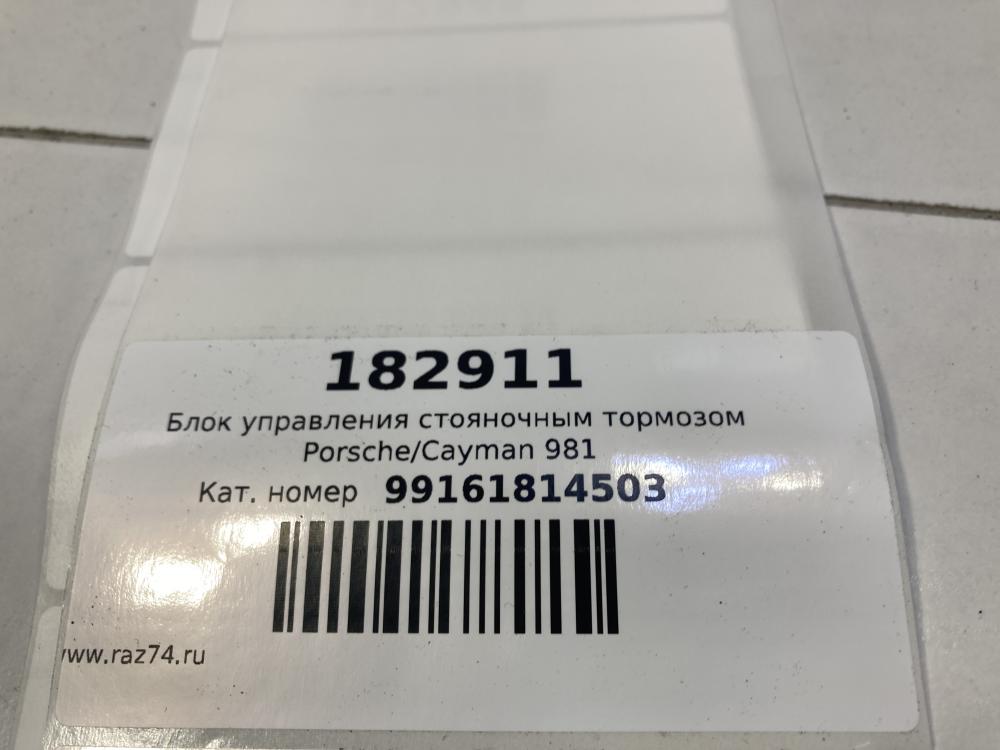 182911
Блок управления стояночным тормозом
Porsche/Cayman 981
Кат. номер 99161814503
www.raz74.ru